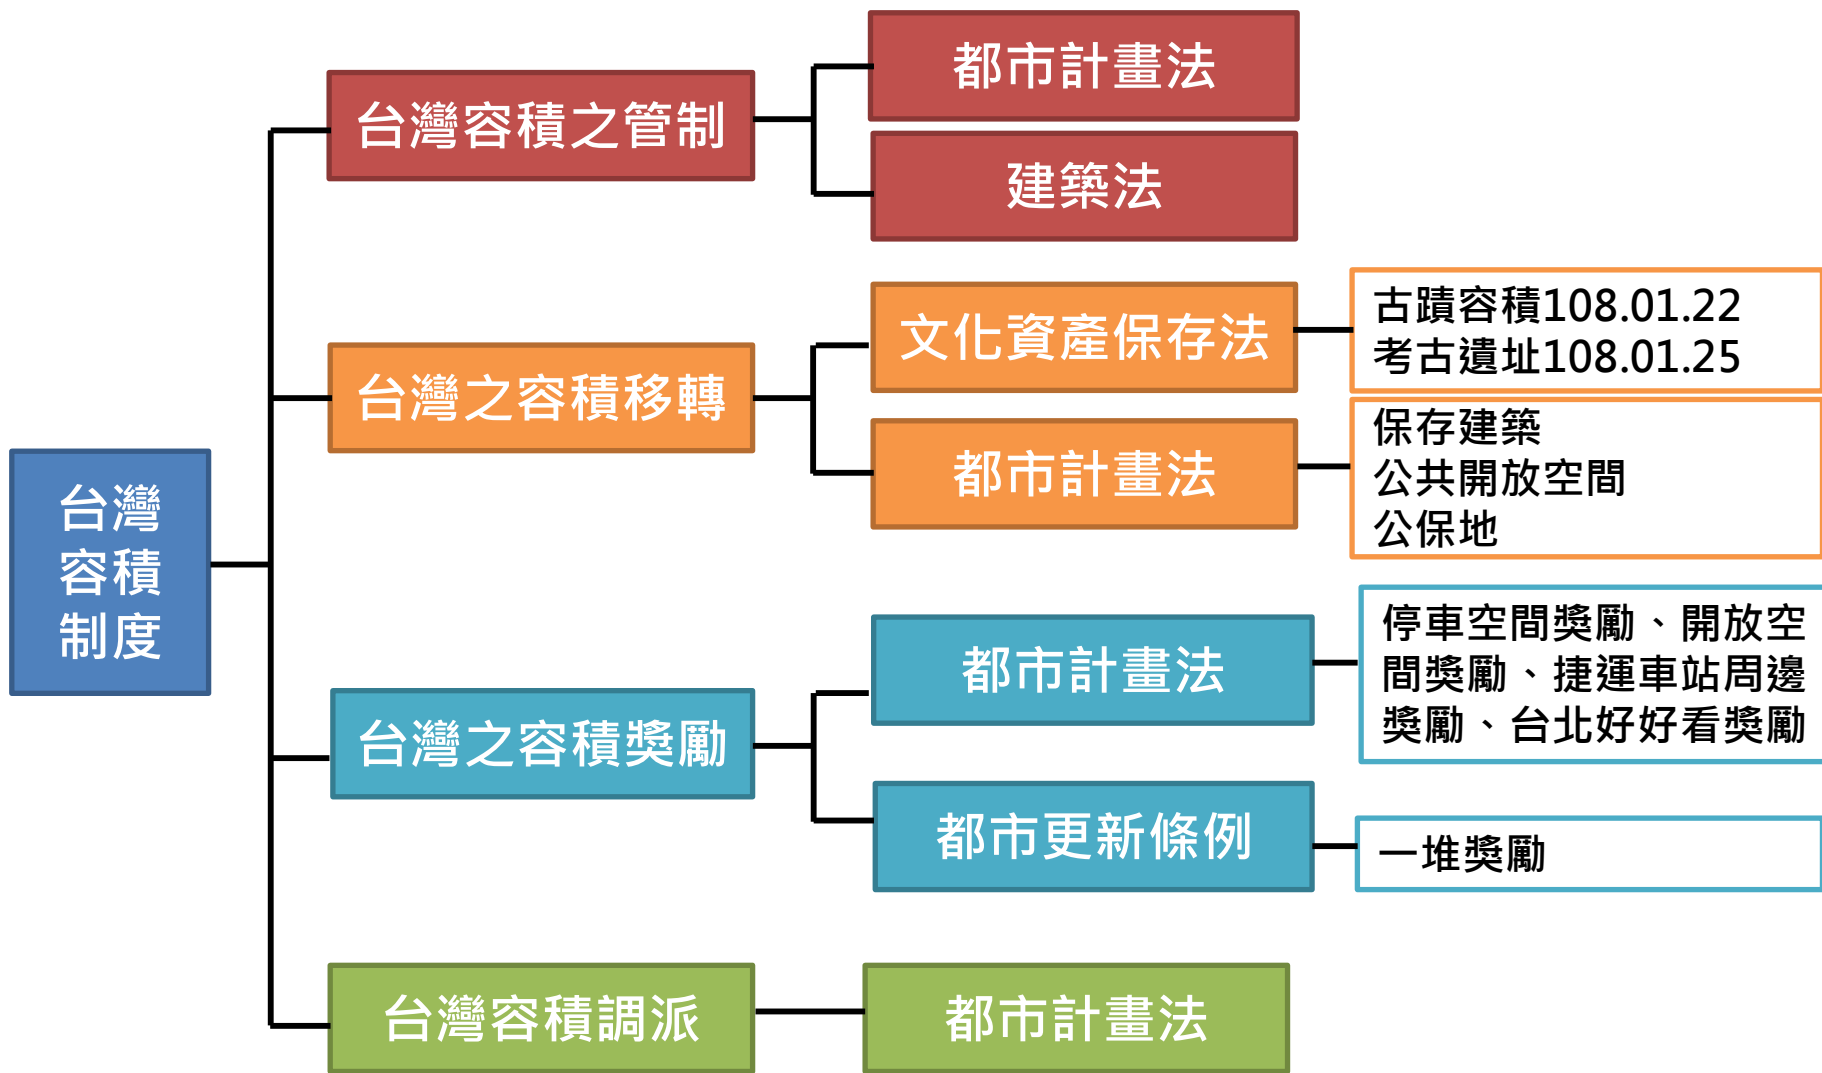 台灣
容積
制度
台灣容積之管制
都市計畫法
建築法
台灣之容積移轉
文化資產保存法
古蹟容積108.01.22
考古遺址108.01.25
都市計畫法
保存建築
公共開放空間
公保地
台灣之容積獎勵
都市計畫法
停車空間獎勵、開放空
間獎勵、捷運車站周邊
獎勵、台北好好看獎勵
都市更新條例
一堆獎勵
台灣容積調派
都市計畫法